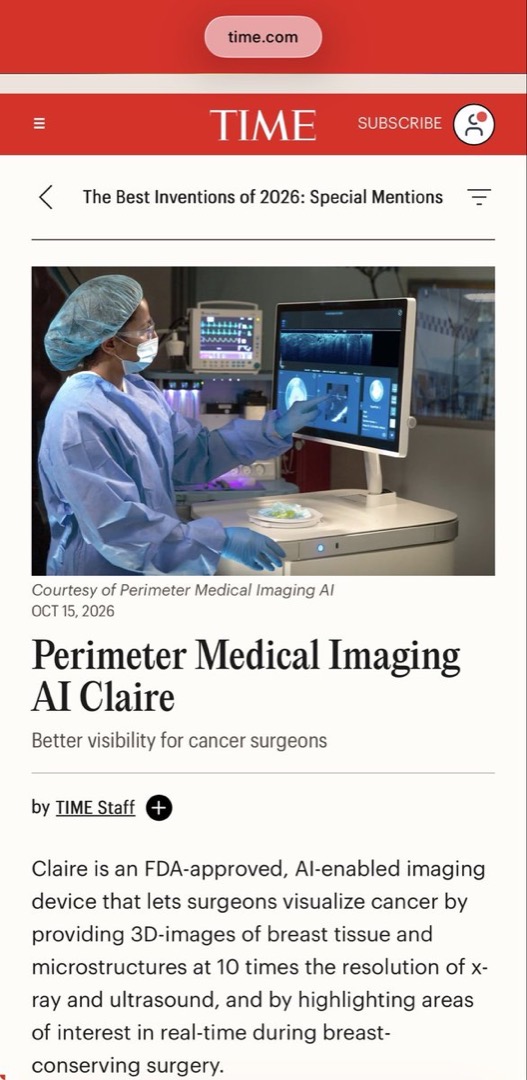 time.com
TIME
SUBSCRIBE
The Best Inventions of 2026: Special Mentions
Courtesy of Perimeter Medical Imaging AI
OCT 15, 2026
Perimeter Medical Imaging
AI Claire
Better visibility for cancer surgeons
by TIME Staff
Claire is an FDA-approved, AI-enabled imaging
device that lets surgeons visualize cancer by
providing 3D-images of breast tissue and
microstructures at 10 times the resolution of x-
ray and ultrasound, and by highlighting areas
of interest in real-time during breast-
conserving surgery.